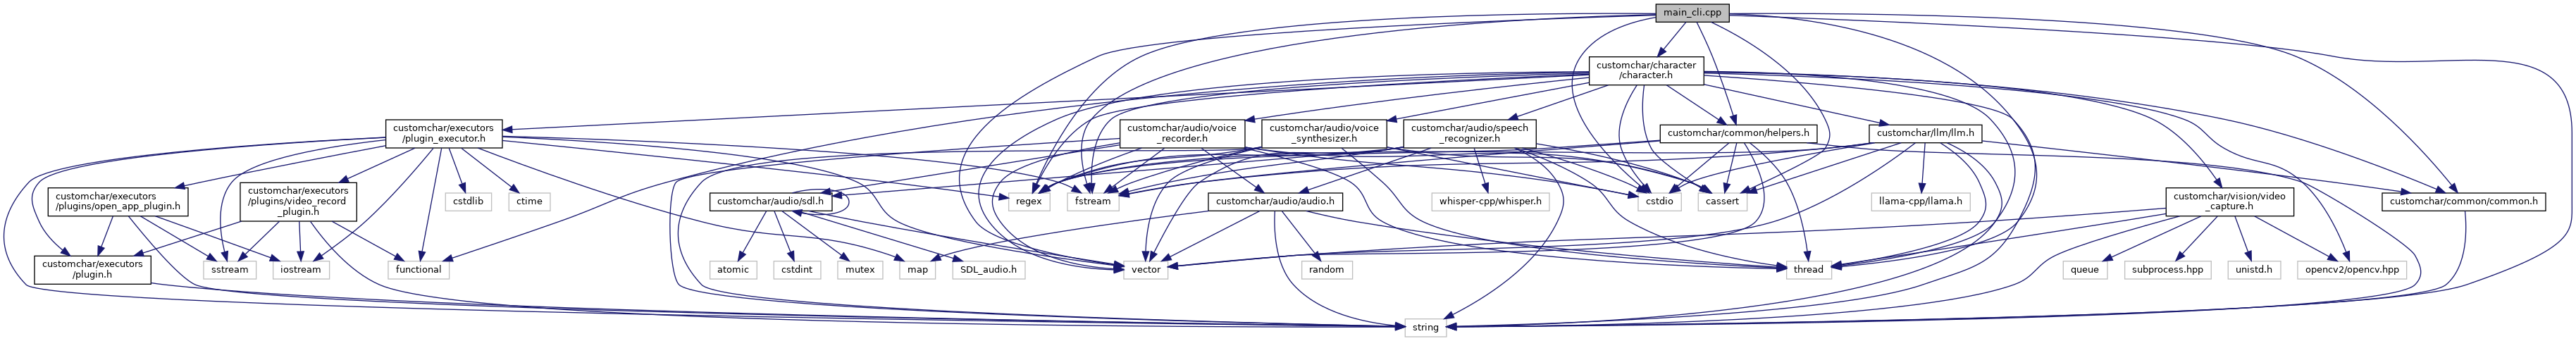 main_cli.cpp
customchar/character
/character.h
customchar/executors
/plugin_executor.h
customchar/audio/voice
_recorder.h
customchar/audio/voice
_synthesizer.h
customchar/audio/speech
_recognizer.h
customchar/common/helpers.h
customchar/llm/llm.h
customchar/executors
/plugins/open_app_plugin.h
customchar/executors
/plugins/video_record
_plugin.h
cstdlib
ctime
customchar/audio/sdl.h
regex
fstream
whisper-cpp/whisper.h
customchar/audio/audio.h
cstdio
cassert
llama-cpp/llama.h
customchar/vision/video
_capture.h
customchar/common/common.h
customchar/executors
/plugin.h
sstream
iostream
functional
atomic
cstdint
mutex
map
SDL_audio.h
vector
random
thread
queue
subprocess.hpp
unistd.h
opencv2/opencv.hpp
string